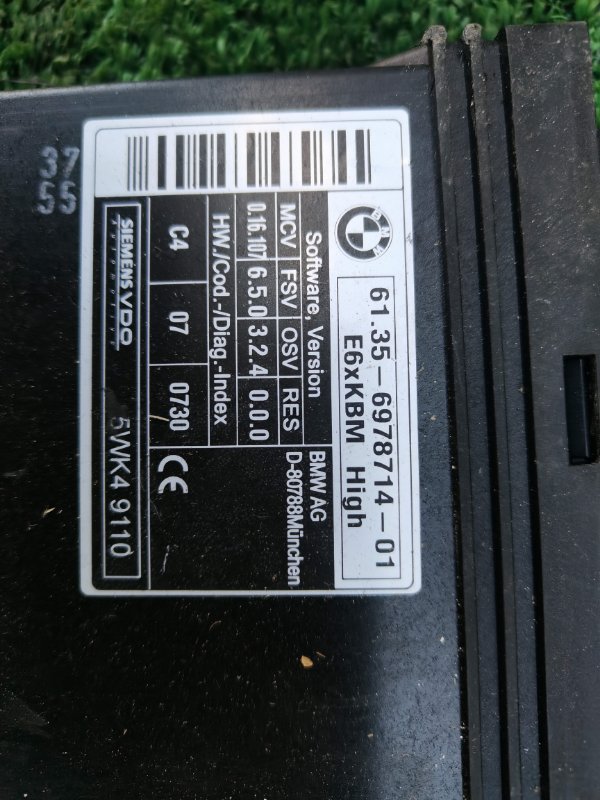 37
55
BMW
61.35-6978714-01
E6xKBM High
Software, Version
MCV FSV OSV RES
0.16.107 6.5.0 3.2.4 0.0.0
HW./Cod.-/Diag.-Index
C4 07 0730
BMW AG
D-80788München
CE
SIEMENS VDO
5WK4 9110